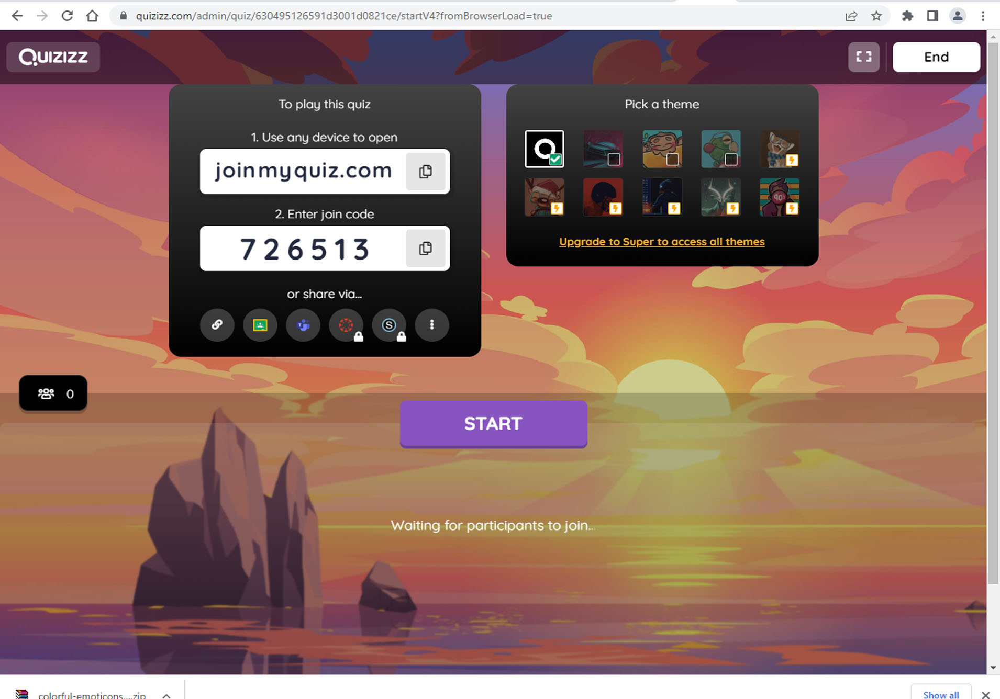 quizizz.com/admin/quiz/630495126591d3001d0821ce/startV4?fromBrowserLoad=true
QUIZIZZ
End
To play this quiz
1. Use any device to open
joinmyquiz.com
2. Enter join code
726513
or share via...
Pick a theme
90's
Upgrade to Super to access all themes
0
START
Waiting for participants to join...
colorful-emoticons....zip
Show all